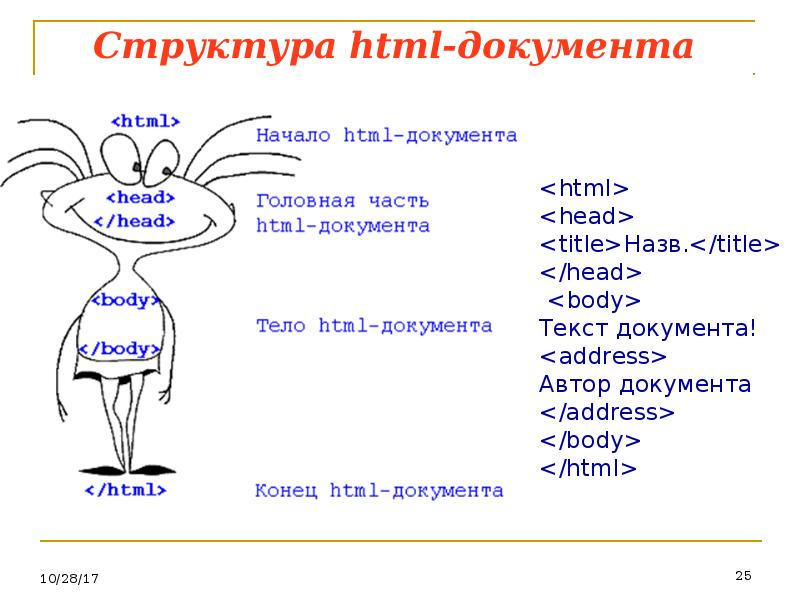 Структура html-документа
<html>
Начало html-документа
<head>
</head>
Головная часть
html-документа
<body>
</body>
Тело html-документа
</html>
Конец html-документа
<html>
<head>
<title>Назв.</title>
</head>
<body>
Текст документа!
<address>
Автор документа
</address>
</body>
</html>
10/28/17
25